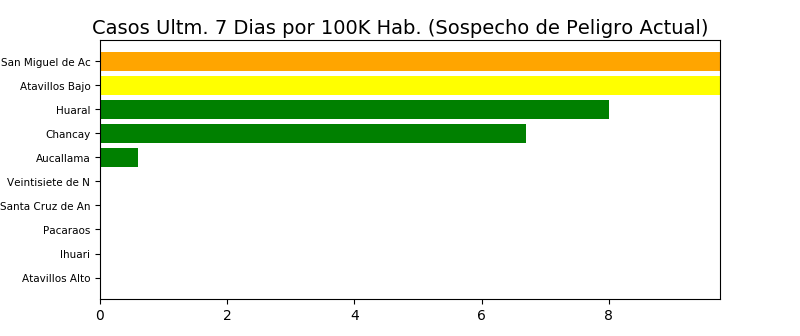 Casos Ultm. 7 Dias por 100K Hab. (Sospecho de Peligro Actual)
San Miguel de Ac
Atavillos Bajo
Huaral
Chancay
Aucallama
Veintisiete de N
Santa Cruz de An
Pacaraos
Ihuari
Atavillos Alto
0 2 4 6 8